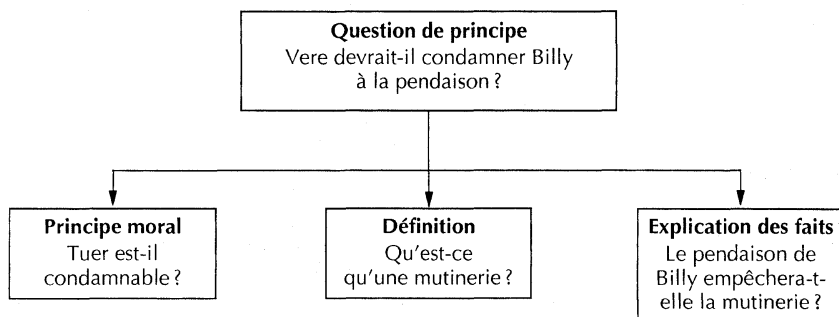 Question de principe
Vere devrait-il condamner Billy
à la pendaison ?
Principe moral
Tuer est-il
condamnable ?
Définition
Qu'est-ce
qu'une mutinerie ?
Explication des faits
Le pendaison de
Billy empêchera-t-
elle la mutinerie ?